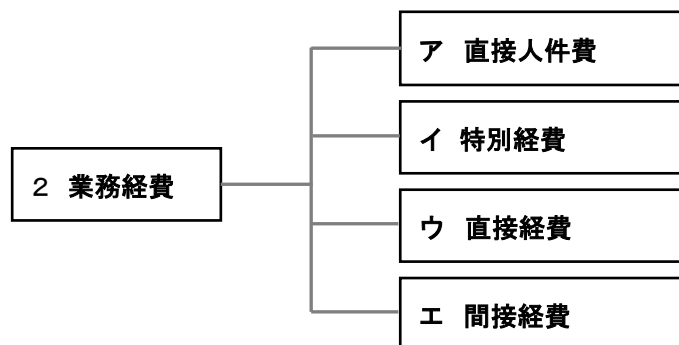 ア 直接人件費
イ 特別経費
２ 業務経費
ウ 直接経費
エ 間接経費